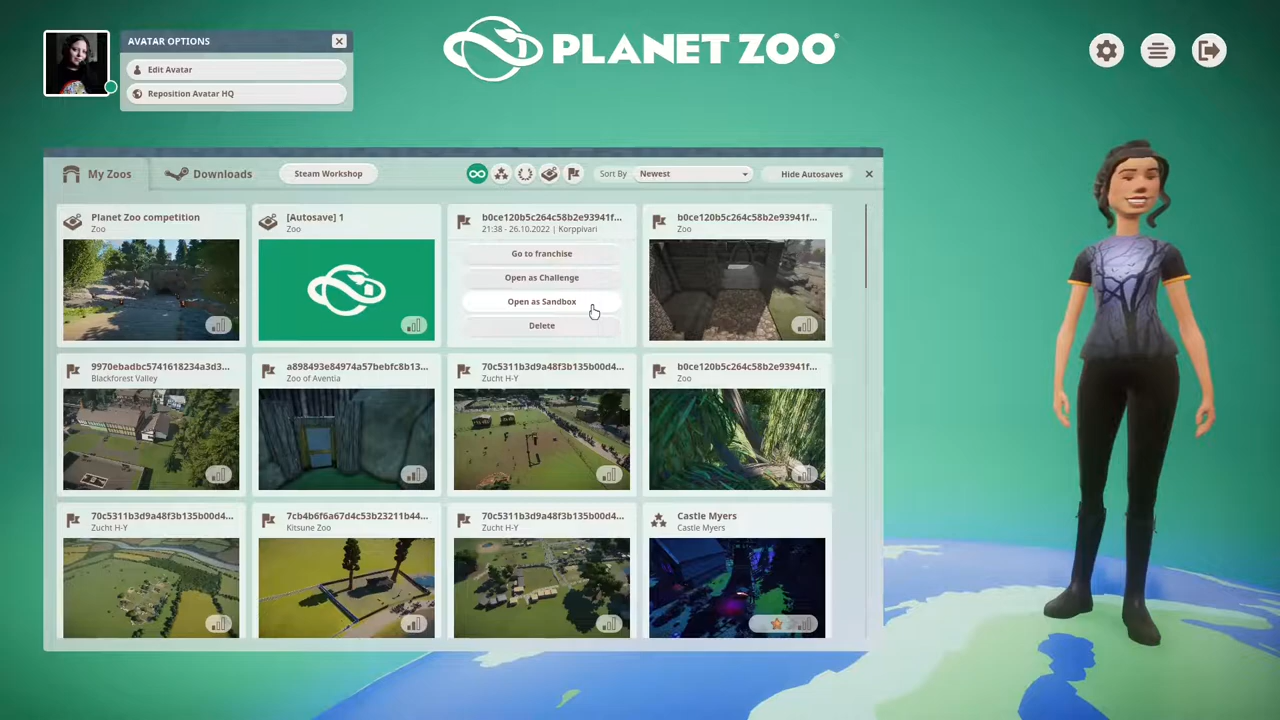 AVATAR OPTIONS
Edit Avatar
Reposition Avatar HQ
PLANET ZOO
My Zoos
Downloads
Steam Workshop
Sort By
Newest
Hide Autosaves
Planet Zoo competition
Zoo
[Autosave] 1
Zoo
b0ce120b5c264c58b2e93941f...
21:38 - 26.10.2022 | Korppivari
Go to franchise
Open as Challenge
Open as Sandbox
Delete
b0ce120b5c264c58b2e93941f...
Zoo
9970ebadbc5741618234a3d3...
Blackforest Valley
a898493e84974a57bebfc8b13...
Zoo of Aventia
70c5311b3d9a48f3b135b00d4...
Zucht H-Y
b0ce120b5c264c58b2e93941f...
Zoo
70c5311b3d9a48f3b135b00d4...
Zucht H-Y
7cb4b6f6a67d4c53b23211b44...
Kitsune Zoo
70c5311b3d9a48f3b135b00d4...
Zucht H-Y
Castle Myers
Castle Myers